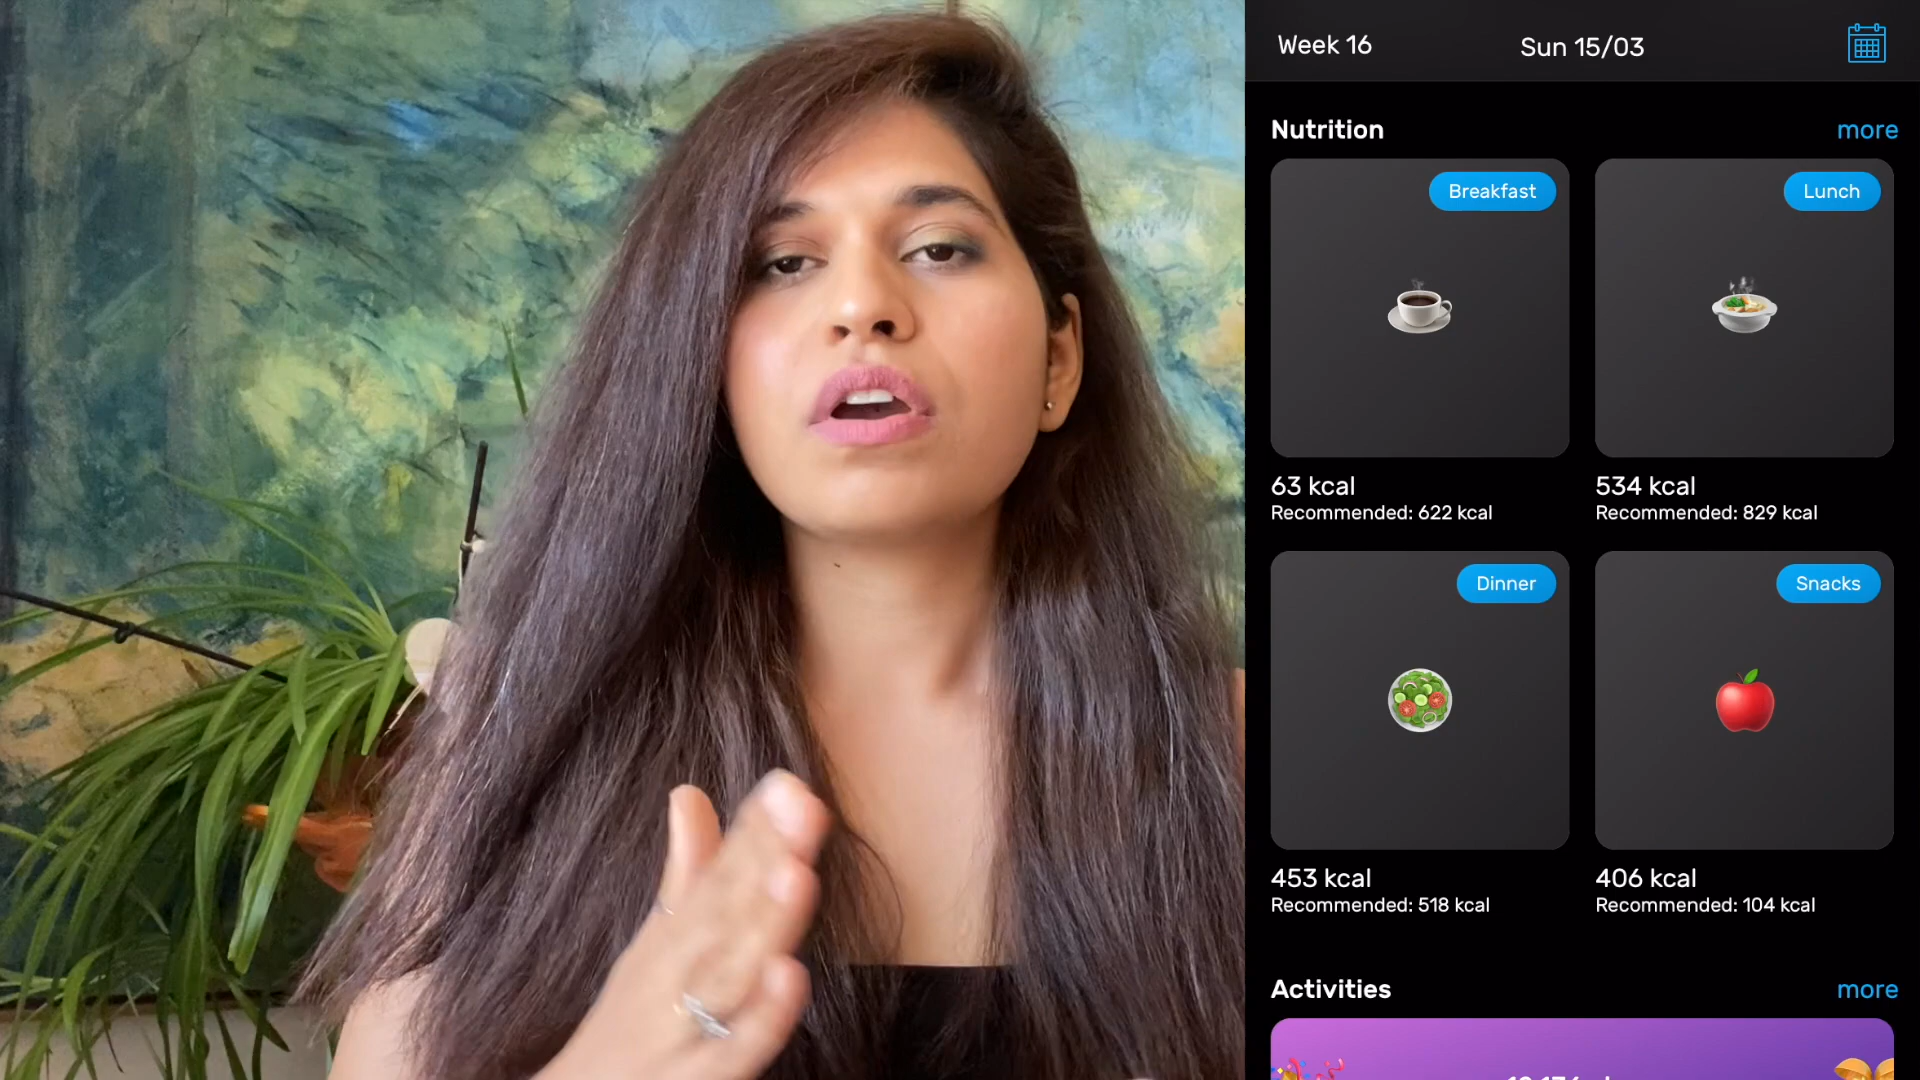 Week 16
Sun 15/03
Nutrition
more
Breakfast
Lunch
63 kcal
Recommended: 622 kcal
534 kcal
Recommended: 829 kcal
Dinner
Snacks
453 kcal
Recommended: 518 kcal
406 kcal
Recommended: 104 kcal
Activities
more